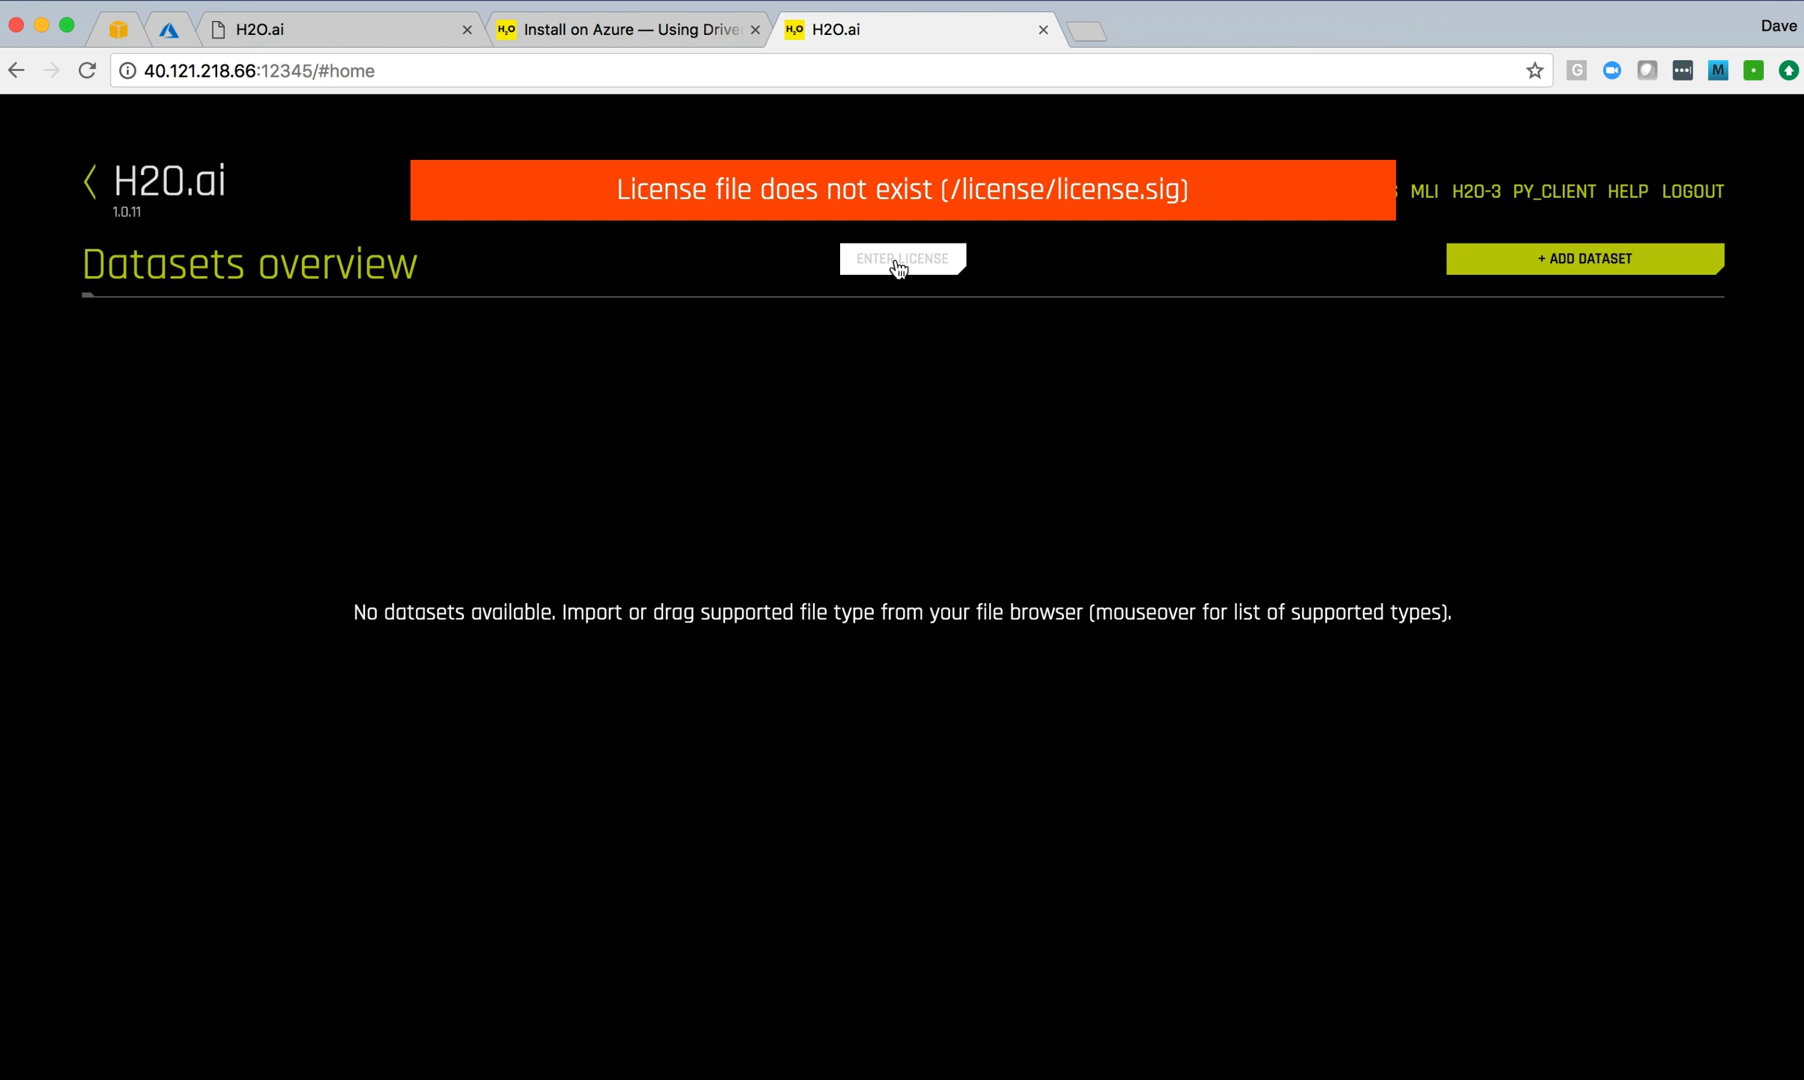 H2O.ai
H2O Install on Azure — Using Drive
H2O H2O.ai
Dave
40.121.218.66:12345/#home
G
M
H2O.ai
1.0.11
License file does not exist (/license/license.sig)
MLI H2O-3 PY_CLIENT HELP LOGOUT
Datasets overview
ENTER LICENSE
+ ADD DATASET
No datasets available. Import or drag supported file type from your file browser (mouseover for list of supported types).